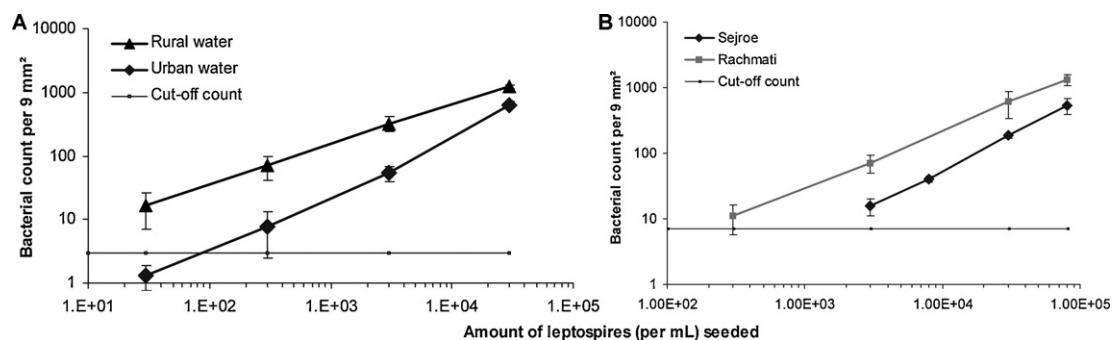 A
Bacterial count per 9 mm²
10000
1000
100
10
1
Rural water
Urban water
Cut-off count
1.E+01
1.E+02
1.E+03
1.E+04
1.E+05
B
Bacterial count per 9 mm²
10000
1000
100
10
1
Sejroe
Rachmati
Cut-off count
1.00E+02
1.00E+03
1.00E+04
1.00E+05
Amount of leptospires (per mL) seeded